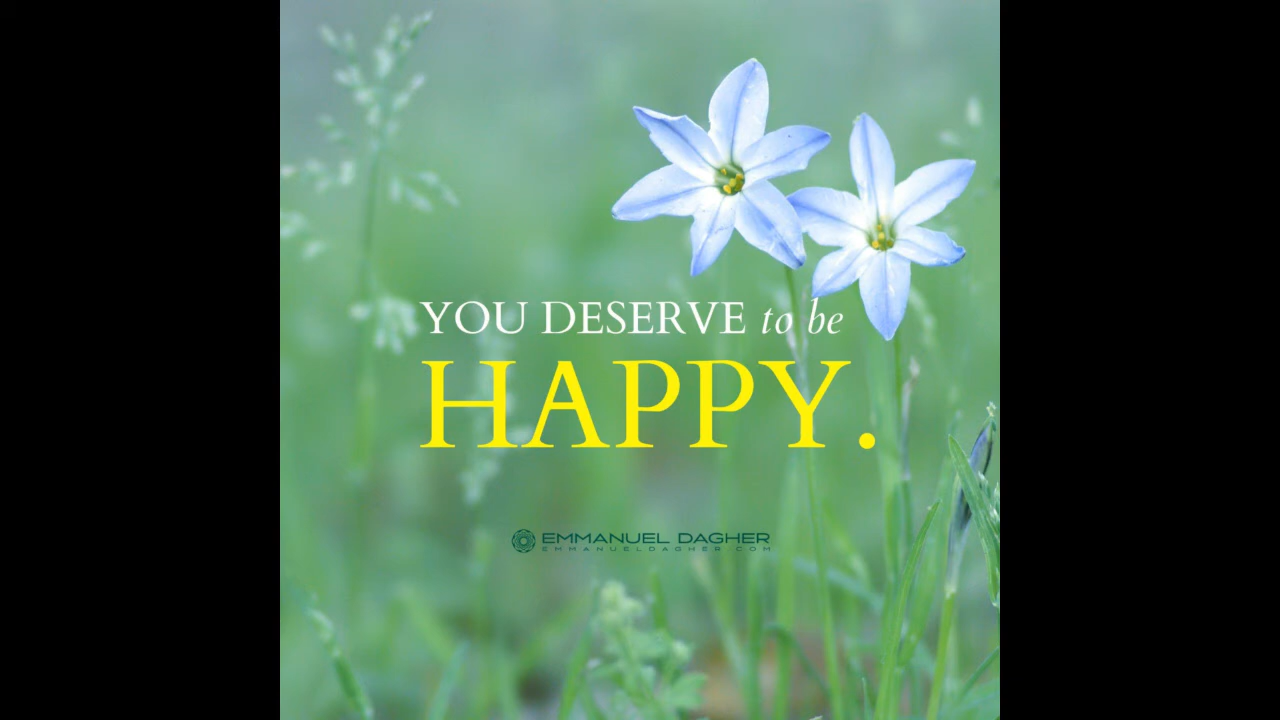 YOU DESERVE to be
HAPPY.
EMMANUEL DAGHER
EMMANUELDAGHER.COM